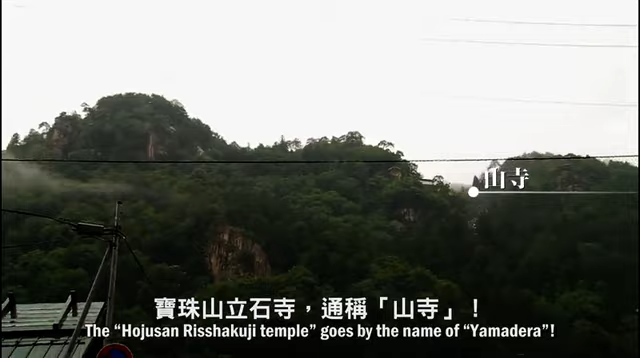 山寺
寶珠山立石寺，通稱「山寺」！
The “Hojusan Risshakuji temple” goes by the name of “Yamadera”!